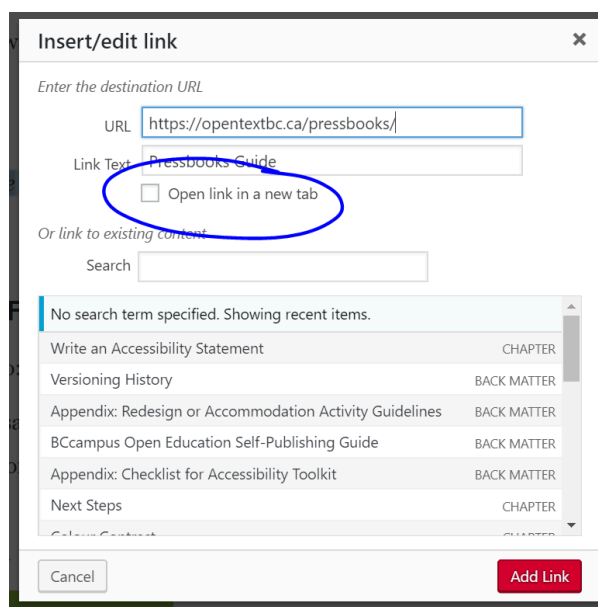 Insert/edit link
Enter the destination URL
URL https://opentextbc.ca/pressbooks/
Link Text Pressbooks Guide
Open link in a new tab
Or link to existing content
Search
No search term specified. Showing recent items.
Write an Accessibility Statement CHAPTER
Versioning History BACK MATTER
Appendix: Redesign or Accommodation Activity Guidelines BACK MATTER
BCcampus Open Education Self-Publishing Guide BACK MATTER
Appendix: Checklist for Accessibility Toolkit BACK MATTER
Next Steps CHAPTER
Colour Contrast CHAPTER
Cancel Add Link